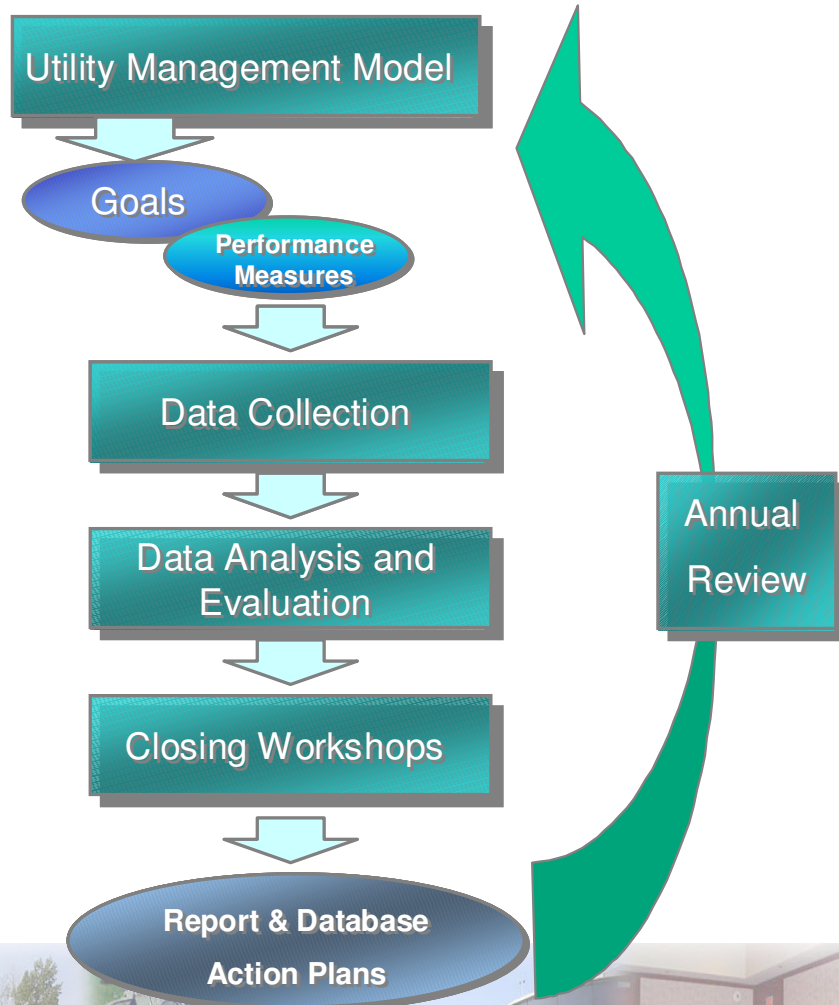 Utility Management Model
Goals
Performance
Measures
Data Collection
Data Analysis and
Evaluation
Closing Workshops
Report & Database
Action Plans
Annual
Review